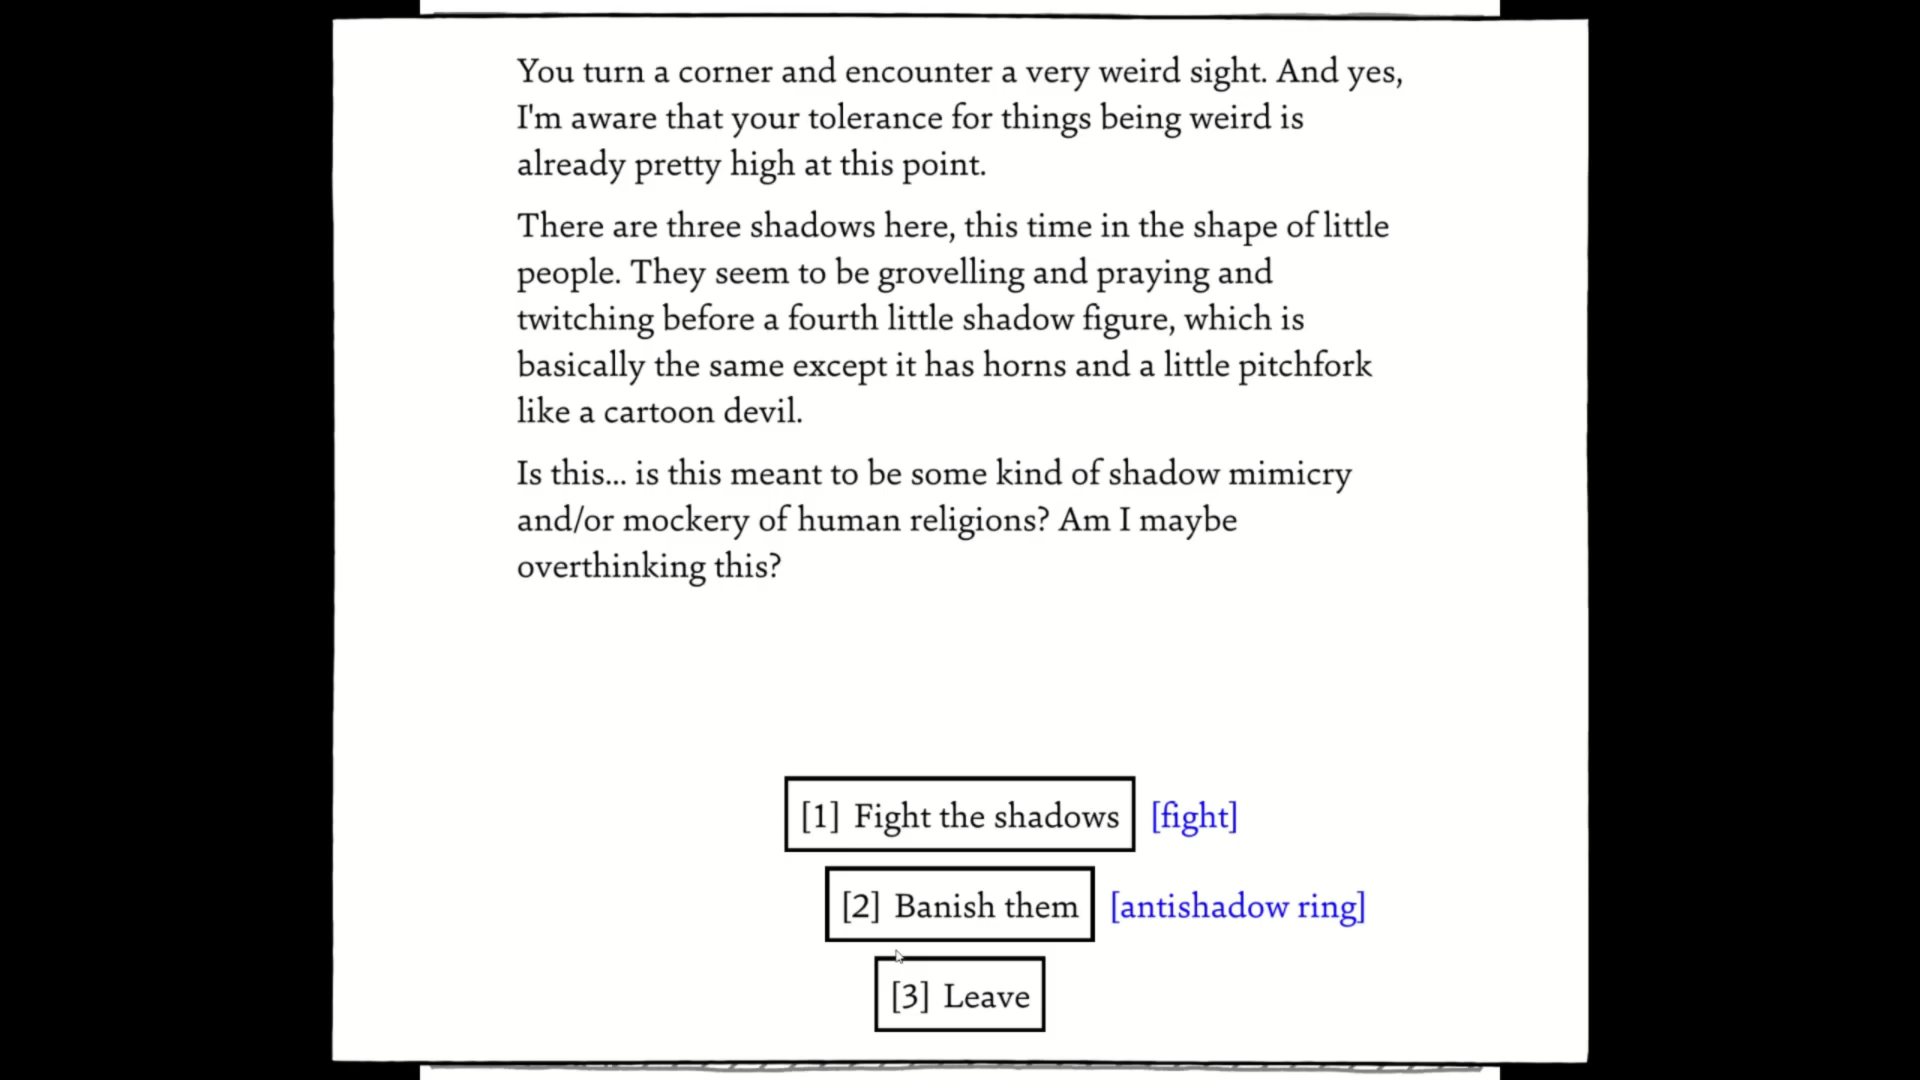 You turn a corner and encounter a very weird sight. And yes,
I'm aware that your tolerance for things being weird is
already pretty high at this point.
There are three shadows here, this time in the shape of little
people. They seem to be grovelling and praying and
twitching before a fourth little shadow figure, which is
basically the same except it has horns and a little pitchfork
like a cartoon devil.
Is this... is this meant to be some kind of shadow mimicry
and/or mockery of human religions? Am I maybe
overthinking this?
[1] Fight the shadows [fight]
[2] Banish them [antishadow ring]
[3] Leave